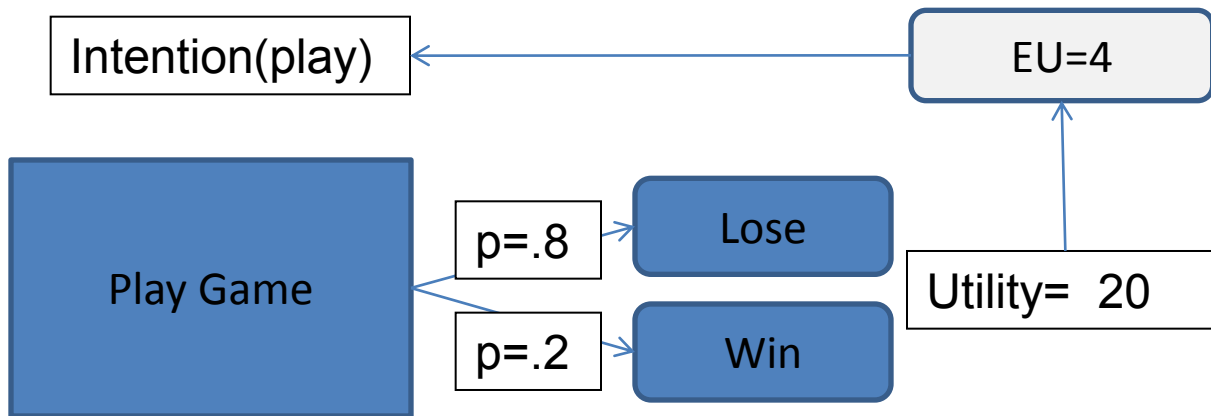 Intention(play)
EU=4
Play Game
p=.8
Lose
p=.2
Win
Utility= 20